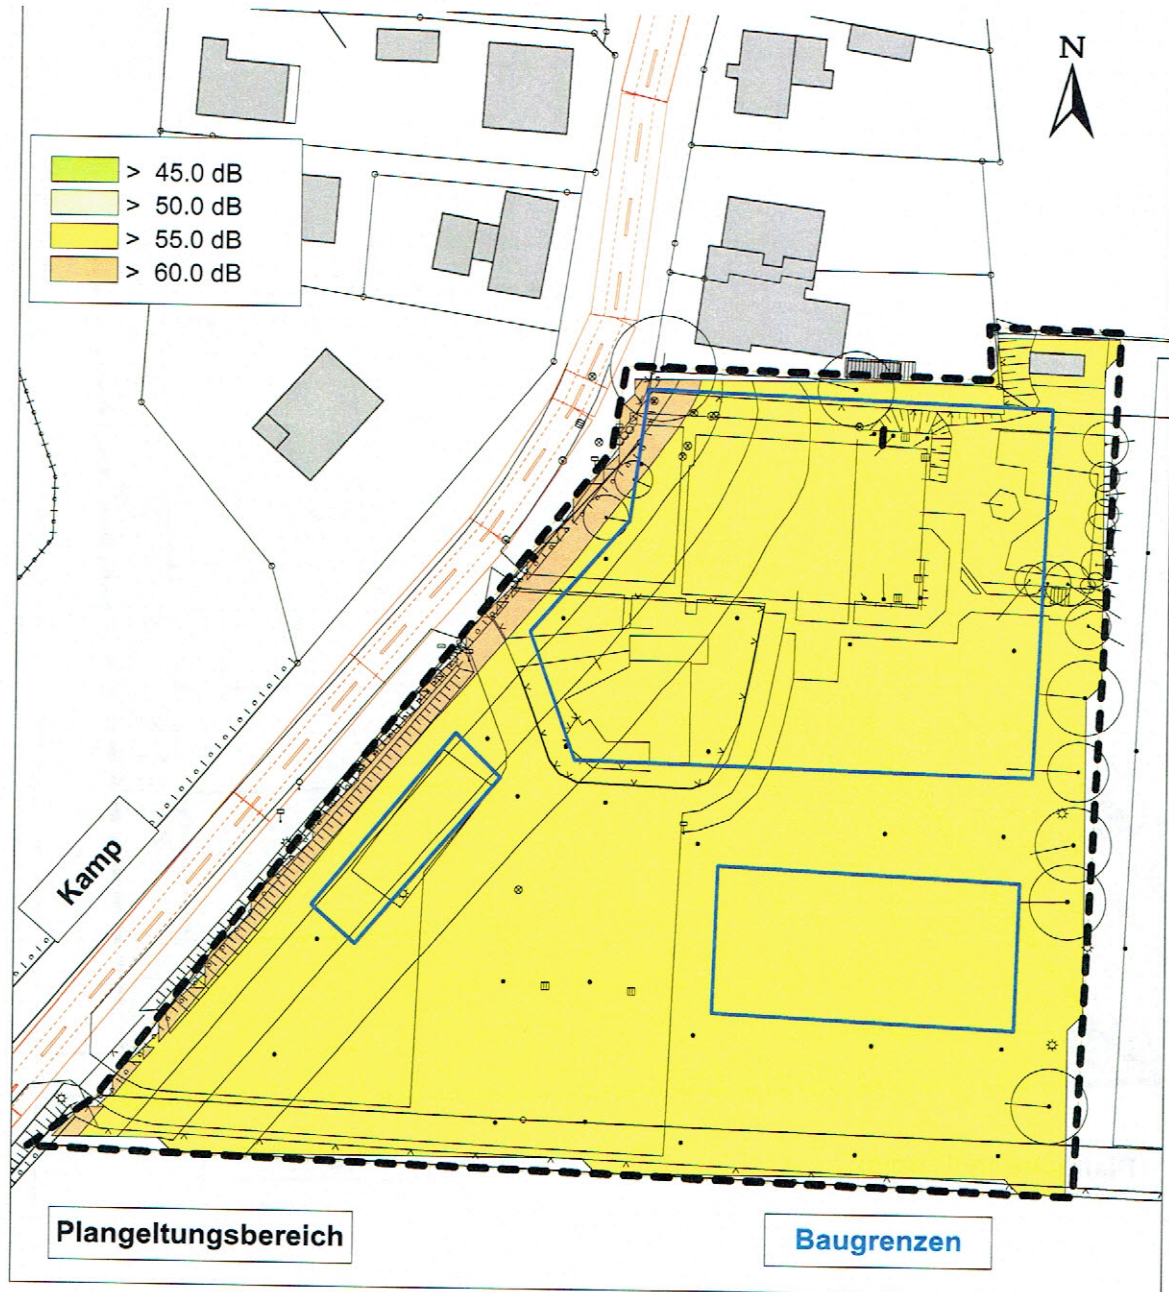 N
> 45.0 dB
> 50.0 dB
> 55.0 dB
> 60.0 dB
Kamp
Plangeltungsbereich
Baugrenzen